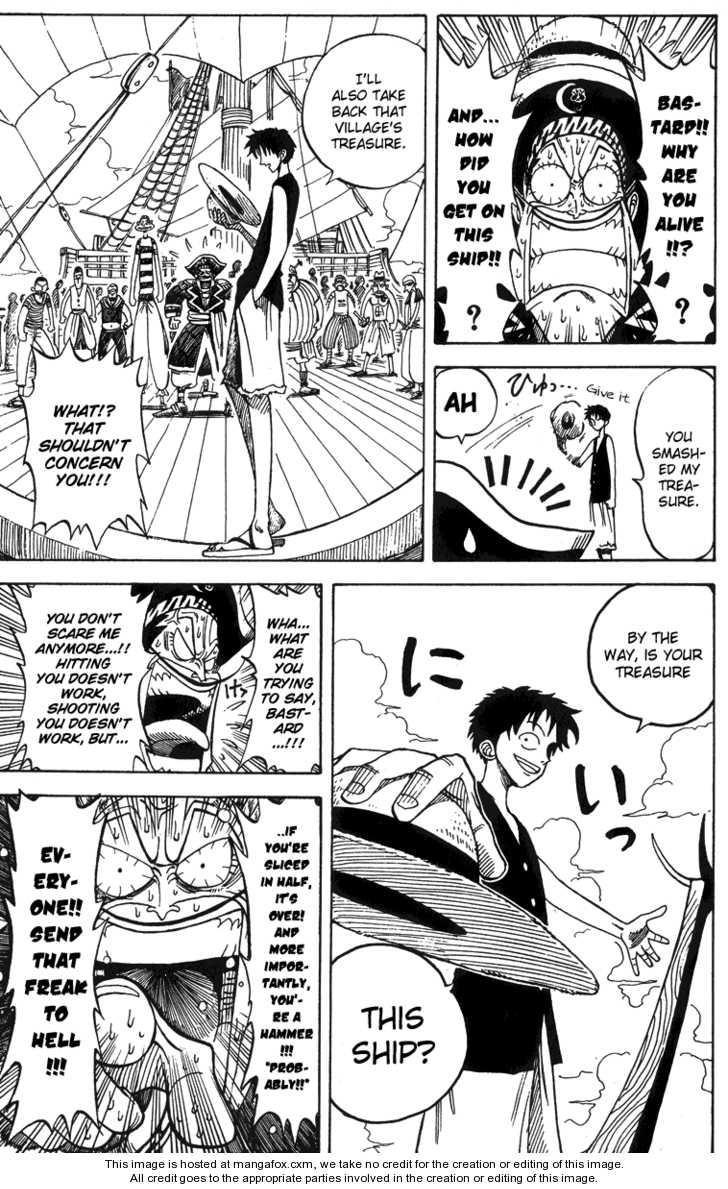 BAS-
TARD!!
WHY
ARE
YOU
ALIVE
!!?
?
AND...
HOW
DID
YOU
GET ON
THIS
SHIP!!
?
I'LL
ALSO TAKE
BACK THAT
VILLAGE'S
TREASURE.
WHAT!?
THAT
SHOULDN'T
CONCERN
YOU!!!
YOU
SMASH-
ED MY
TREA-
SURE.
Give it
ひゅっ...
AH
BY THE
WAY, IS YOUR
TREASURE
にいっ
THIS
SHIP?
WHA...
WHAT
ARE
YOU
TRYING
TO SAY,
BAST-
ARD
...!!!
YOU DON'T
SCARE ME
ANYMORE...!!
HITTING
YOU DOESN'T
WORK,
SHOOTING
YOU DOESN'T
WORK, BUT...
..IF
YOU'RE
SLICED
IN HALF,
IT'S
OVER!
AND
MORE
IMPOR-
TANTLY,
YOU'-
RE A
HAMMER
!!!
"PROB-
ABLY!!"
EV-
ERY-
ONE!!
SEND
THAT
FREAK
TO
HELL
!!!
This image is hosted at mangafox.cxm, we take no credit for the creation or editing of this image.
All credit goes to the appropriate parties involved in the creation or editing of this image.